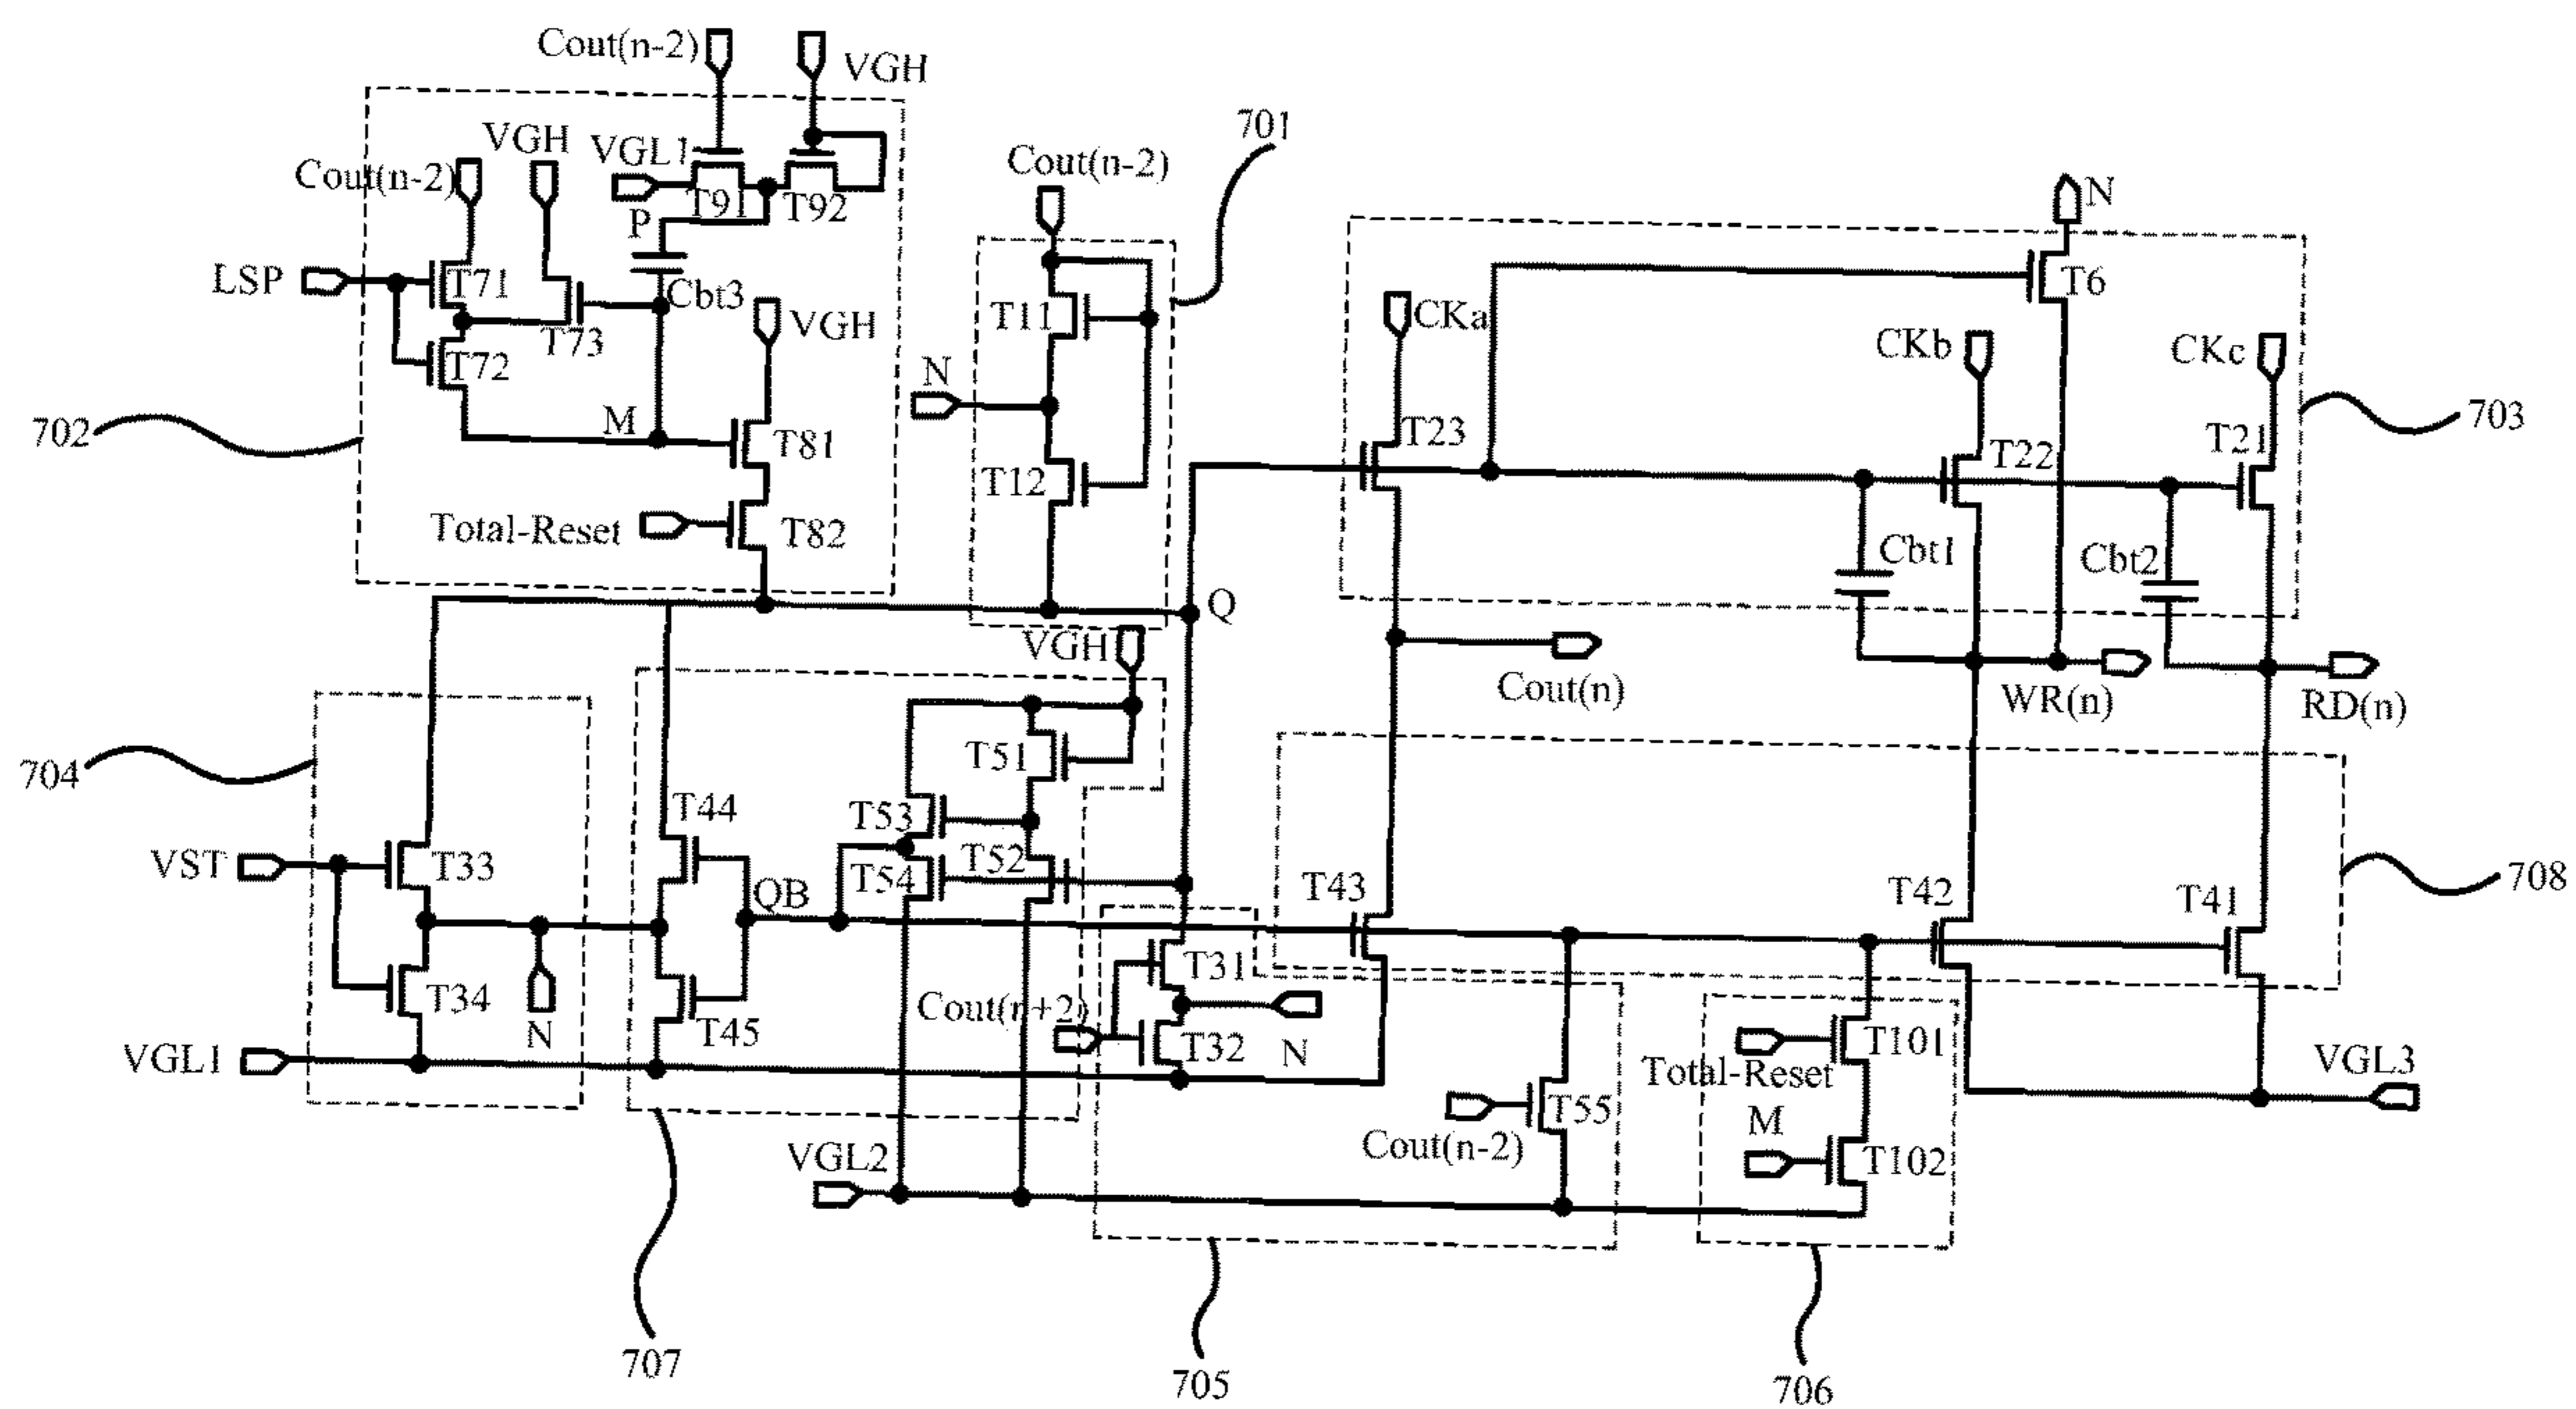 Cout(n-2)
VGH
701
VGH
VGL1
Cout(n-2)
Cout(n-2)
N
T91
T92
P
LSP
T71
Cbt3
T11
CKa
T6
VGH
T73
T72
N
CKb
CKc
702
M
T81
T23
T22
T21
703
T12
Total-Reset
T82
Cbt1
Cbt2
Q
VGH
Cout(n)
WR(n)
RD(n)
704
T51
T44
T53
VST
T33
T54
T52
T43
T42
T41
708
QB
T31
T34
Cout(n+2)
N
T45
T32
N
T101
VGL1
Total-Reset
VGL3
T55
M
Cout(n-2)
VGL2
T102
707
705
706